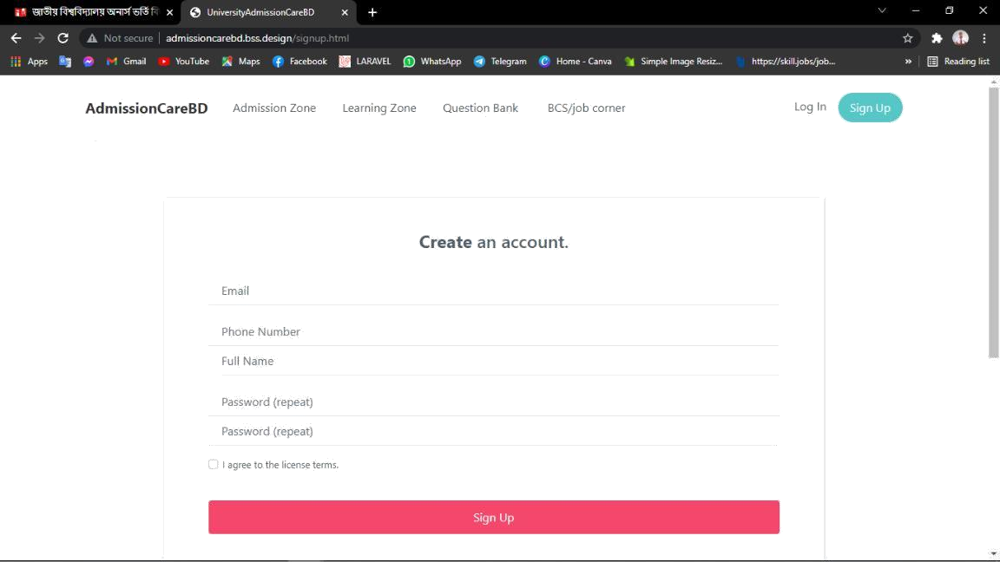 জাতীয় বিশ্ববিদ্যালয় অনার্স ভর্তি বি
UniversityAdmissionCareBD
Not secure admissioncarebd.bss.design/signup.html
Apps Gmail YouTube Maps Facebook LARAVEL WhatsApp Telegram Home - Canva Simple Image Resiz... https://skill.jobs/job... » Reading list
AdmissionCareBD Admission Zone Learning Zone Question Bank BCS/job corner Log In Sign Up
Create an account.
Email
Phone Number
Full Name
Password (repeat)
Password (repeat)
I agree to the license terms.
Sign Up